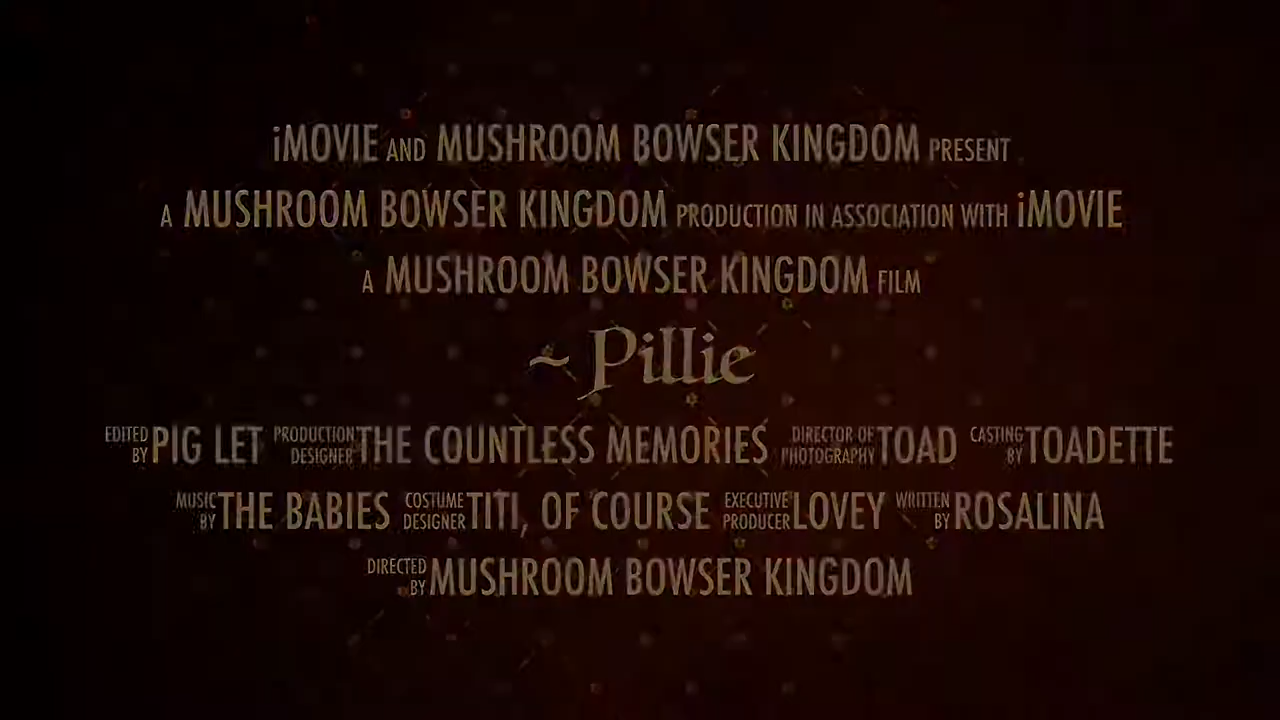 iMOVIE AND MUSHROOM BOWSER KINGDOM PRESENT
A MUSHROOM BOWSER KINGDOM PRODUCTION IN ASSOCIATION WITH iMOVIE
A MUSHROOM BOWSER KINGDOM FILM
~ Pillie
EDITED BY PIG LET PRODUCTION DESIGNER THE COUNTLESS MEMORIES DIRECTOR OF PHOTOGRAPHY TOAD CASTING BY TOADETTE
MUSIC BY THE BABIES COSTUME DESIGNER TITI, OF COURSE EXECUTIVE PRODUCER LOVEY WRITTEN BY ROSALINA
DIRECTED BY MUSHROOM BOWSER KINGDOM